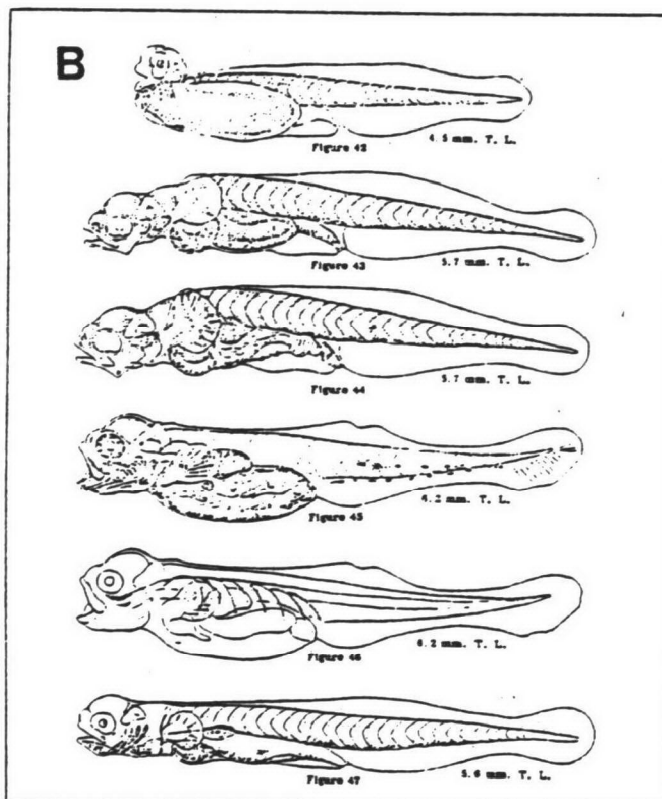 B
Figure 42 4.5 mm. T. L.
Figure 43 5.7 mm. T. L.
Figure 44 5.7 mm. T. L.
Figure 45 6.2 mm. T. L.
Figure 46 6.2 mm. T. L.
Figure 47 5.6 mm. T. L.